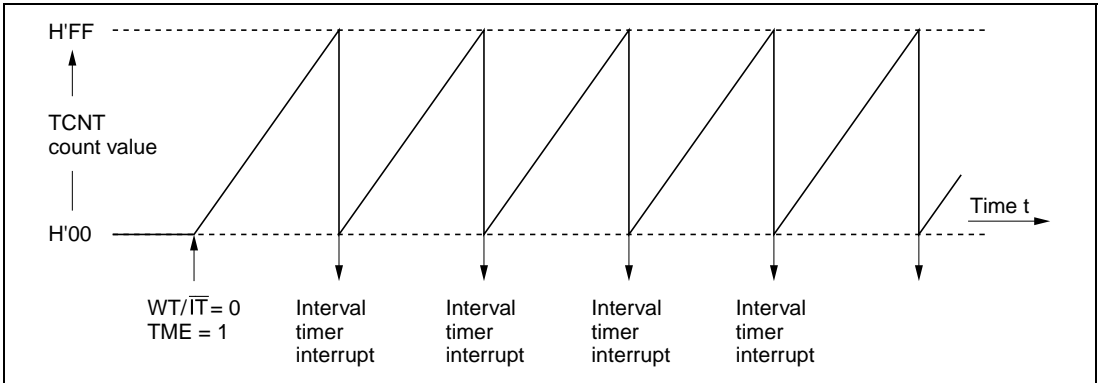 H'FF
TCNT
count value
H'00
Time t
WT/I̅T̅ = 0
TME = 1
Interval
timer
interrupt
Interval
timer
interrupt
Interval
timer
interrupt
Interval
timer
interrupt